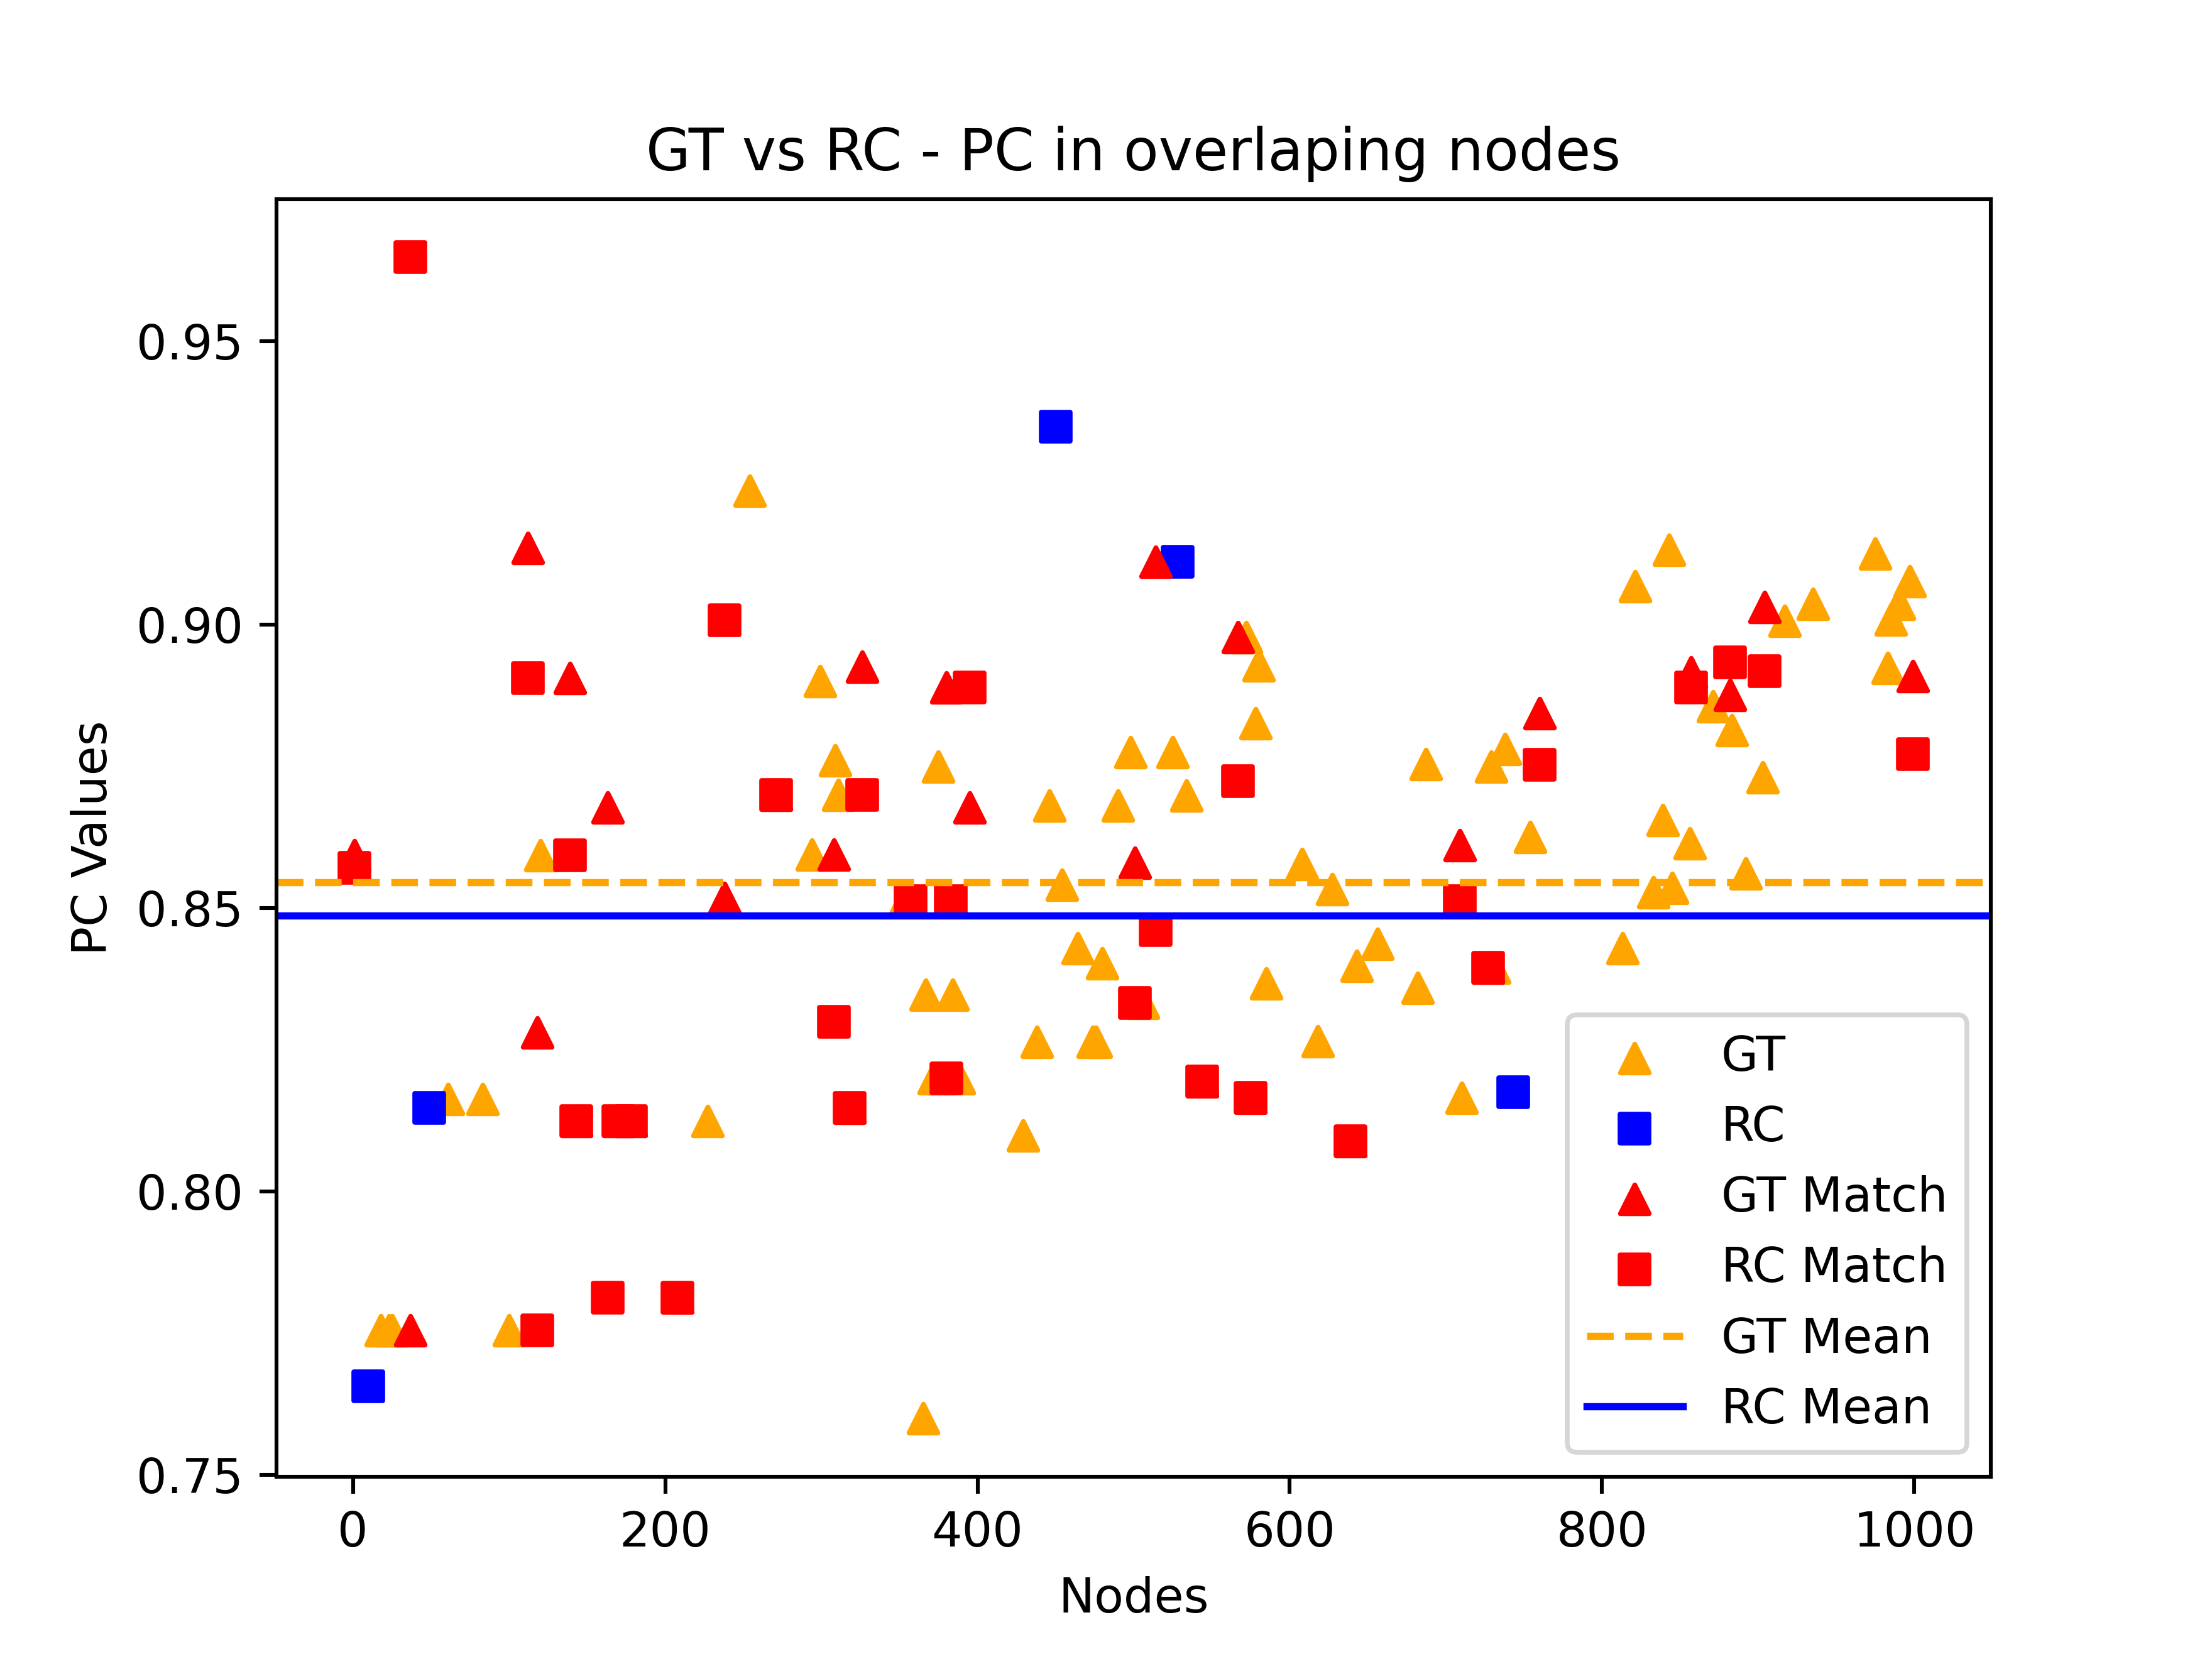 GT vs RC - PC in overlaping nodes
PC Values
0.95
0.90
0.85
0.80
0.75
0 200 400 600 800 1000
Nodes
GT
RC
GT Match
RC Match
GT Mean
RC Mean